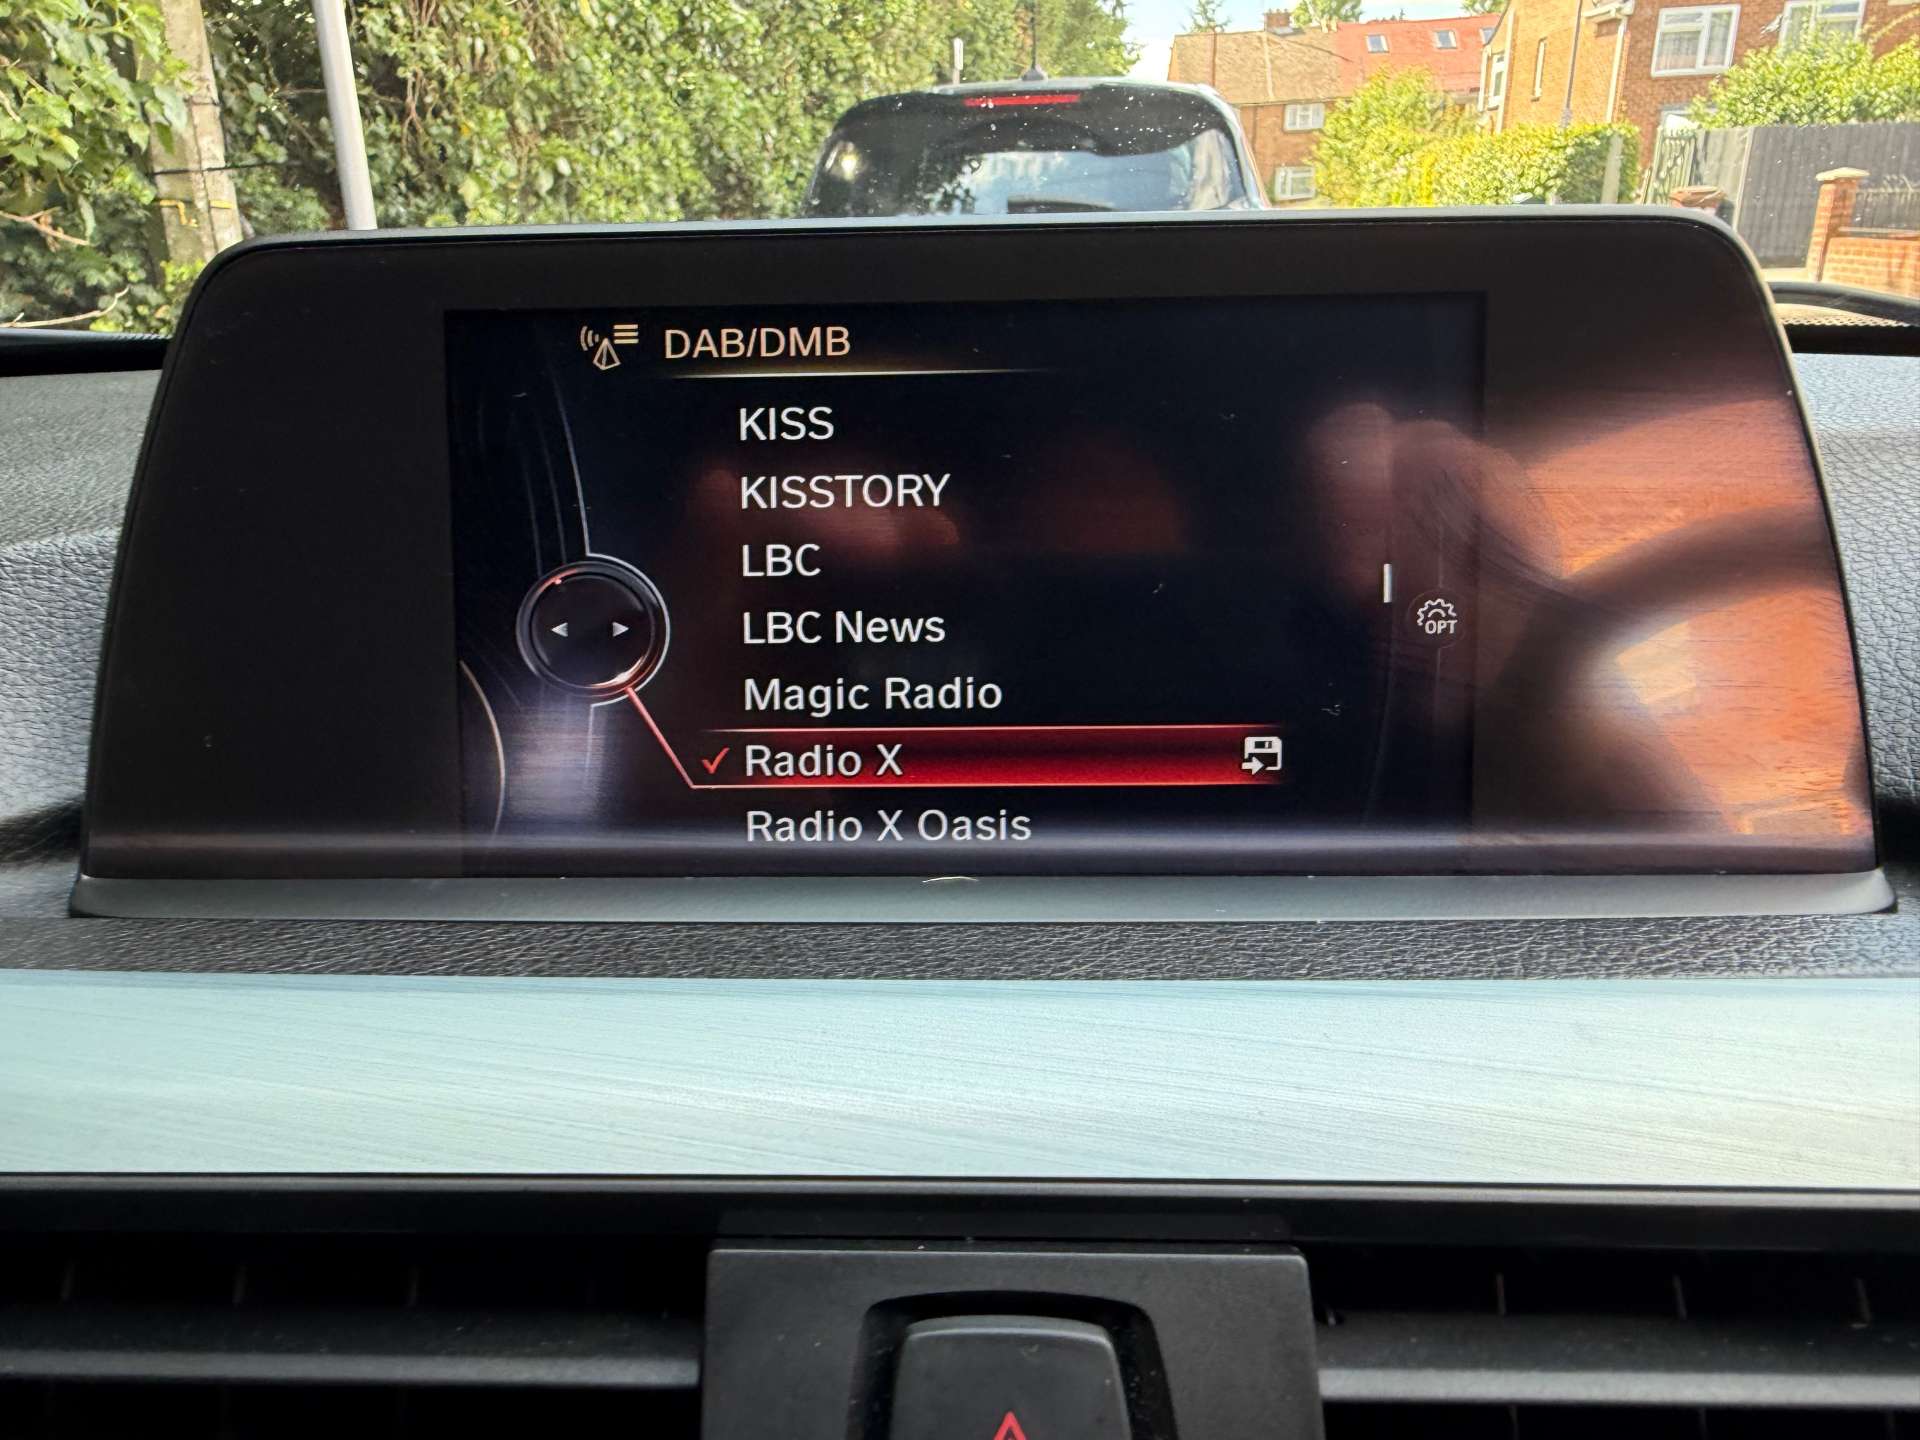 DAB/DMB
KISS
KISSTORY
LBC
LBC News
OPT
Magic Radio
Radio X
Radio X Oasis